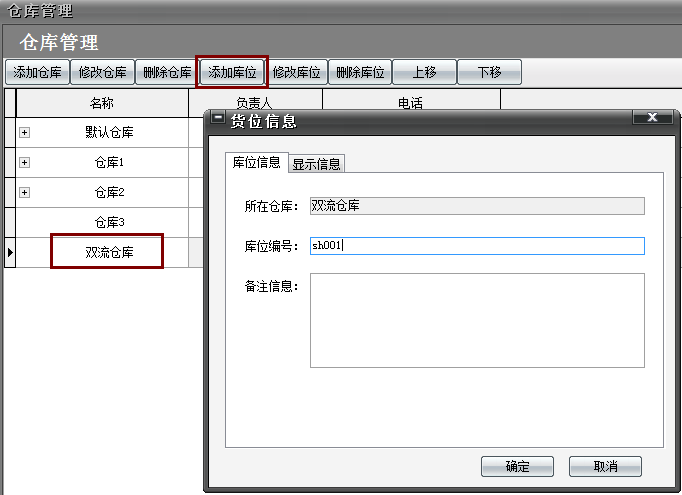 仓库管理
仓库管理
添加仓库 修改仓库 删除仓库 添加库位 修改库位 删除库位 上移 下移
名称 负责人 电话
默认仓库
仓库1
仓库2
仓库3
双流仓库
货位信息
库位信息 显示信息
所在仓库： 双流仓库
库位编号： sh001
备注信息：
确定 取消